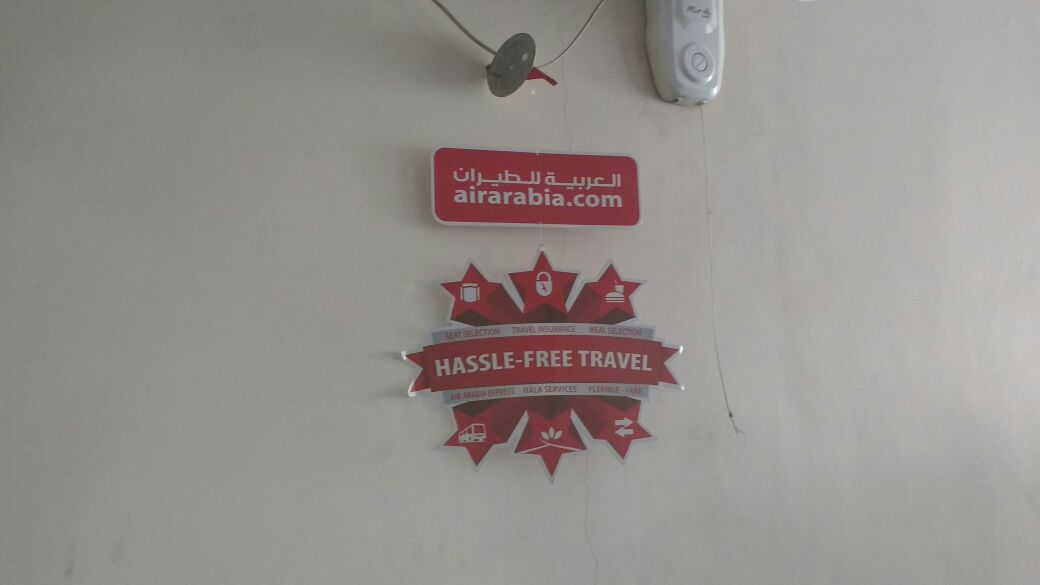 العربية للطيران
airarabia.com
SEAT SELECTION TRAVEL INSURANCE MEAL SELECTION
HASSLE-FREE TRAVEL
AIR ARABIA EXPRESS HALA SERVICES FLEXIBLE - FARE